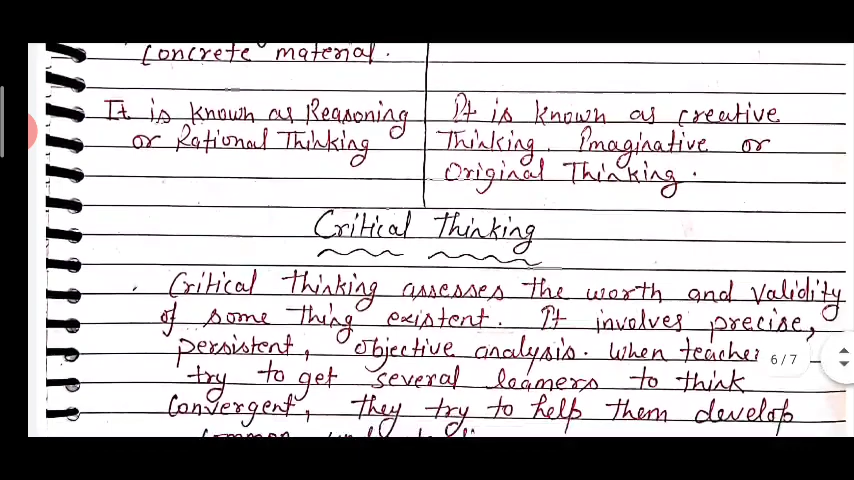 Concrete material.
It is known as Reasoning
or Rational Thinking
It is known as creative
Thinking. Imaginative or
Original Thinking.
Critical Thinking
. Critical thinking assesses the worth and validity
of some thing existent. It involves precise,
persistent, objective analysis. When teacher
try to get several learners to think
Convergent, they try to help them develop
6/7